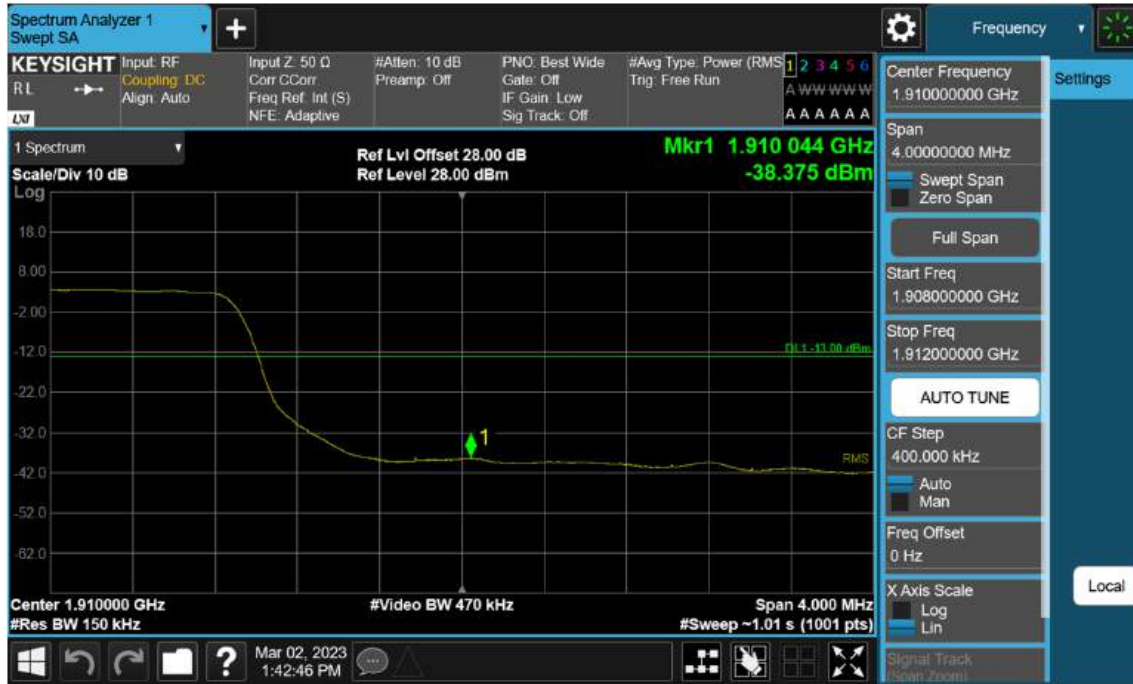 Spectrum Analyzer 1
Swept SA
+
Frequency
KEYSIGHT
RL
LXI
Input: RF
Coupling: DC
Align: Auto
Input Z: 50 Ω
Corr CCorr
Freq Ref: Int (S)
NFE: Adaptive
#Atten: 10 dB
Preamp: Off
PNO: Best Wide
Gate: Off
IF Gain: Low
Sig Track: Off
#Avg Type: Power (RMS
Trig: Free Run
1 2 3 4 5 6
A W W W W W
A A A A A A
1 Spectrum
Scale/Div 10 dB
Ref Lvl Offset 28.00 dB
Ref Level 28.00 dBm
Mkr1 1.910 044 GHz
-38.375 dBm
Log
18.0
8.00
-2.00
-12.0
-22.0
-32.0
-42.0
-52.0
-62.0
DL1 -13.00 dBm
1
RMS
Center 1.910000 GHz
#Res BW 150 kHz
#Video BW 470 kHz
Span 4.000 MHz
#Sweep ~1.01 s (1001 pts)
Center Frequency
1.910000000 GHz
Span
4.00000000 MHz
Swept Span
Zero Span
Full Span
Start Freq
1.908000000 GHz
Stop Freq
1.912000000 GHz
AUTO TUNE
CF Step
400.000 kHz
Auto
Man
Freq Offset
0 Hz
X Axis Scale
Log
Lin
Signal Track
(Span Zoom)
Settings
Local
?
Mar 02, 2023
1:42:46 PM